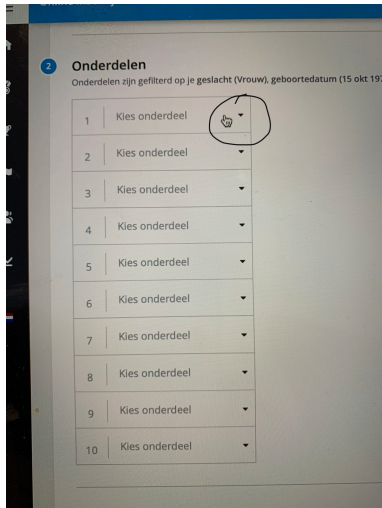 2 Onderdelen
Onderdelen zijn gefilterd op je geslacht (Vrouw), geboortedatum (15 okt 197
1 Kies onderdeel
2 Kies onderdeel
3 Kies onderdeel
4 Kies onderdeel
5 Kies onderdeel
6 Kies onderdeel
7 Kies onderdeel
8 Kies onderdeel
9 Kies onderdeel
10 Kies onderdeel